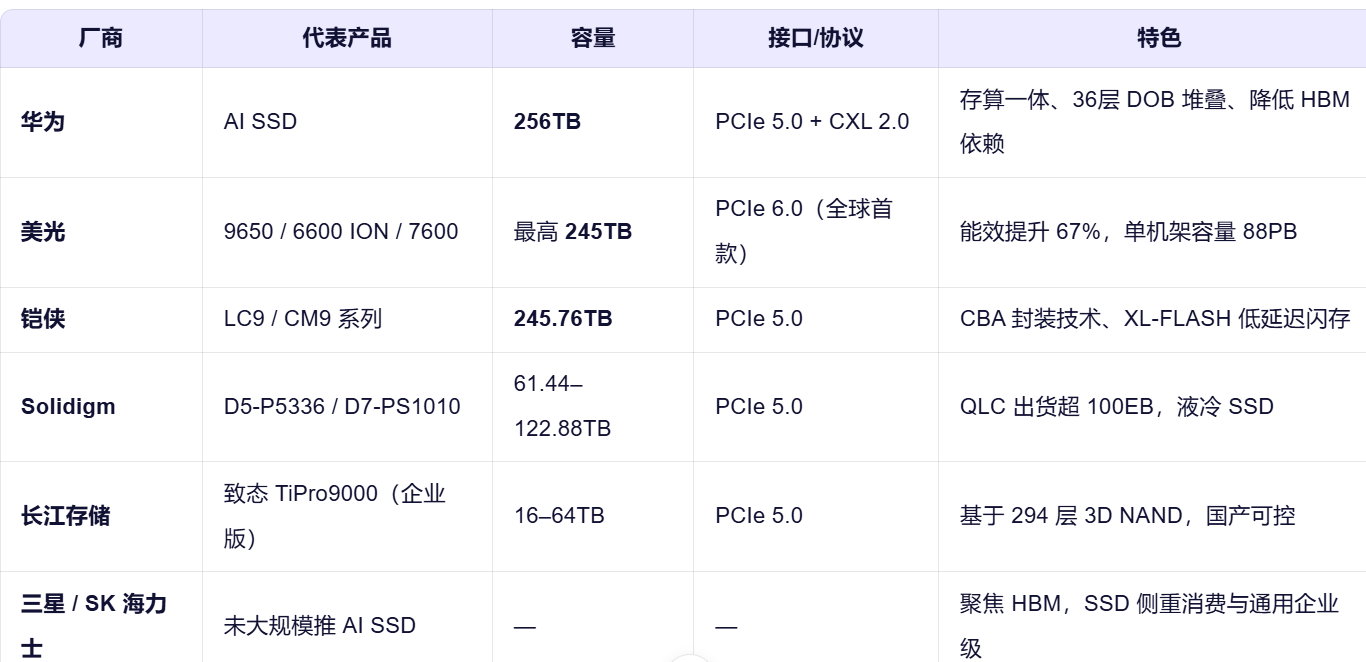 厂商 代表产品 容量 接口/协议 特色
华为 AI SSD 256TB PCIe 5.0 + CXL 2.0 存算一体、36层 DOB 堆叠、降低 HBM
依赖
美光 9650 / 6600 ION / 7600 最高 245TB PCIe 6.0（全球首
款） 能效提升 67%，单机架容量 88PB
铠侠 LC9 / CM9 系列 245.76TB PCIe 5.0 CBA 封装技术、XL-FLASH 低延迟闪存
Solidigm D5-P5336 / D7-PS1010 61.44–
122.88TB PCIe 5.0 QLC 出货超 100EB，液冷 SSD
长江存储 致态 TiPro9000（企业
版） 16–64TB PCIe 5.0 基于 294 层 3D NAND，国产可控
三星 / SK 海力
士 未大规模推 AI SSD — — 聚焦 HBM，SSD 侧重消费与通用企业
级